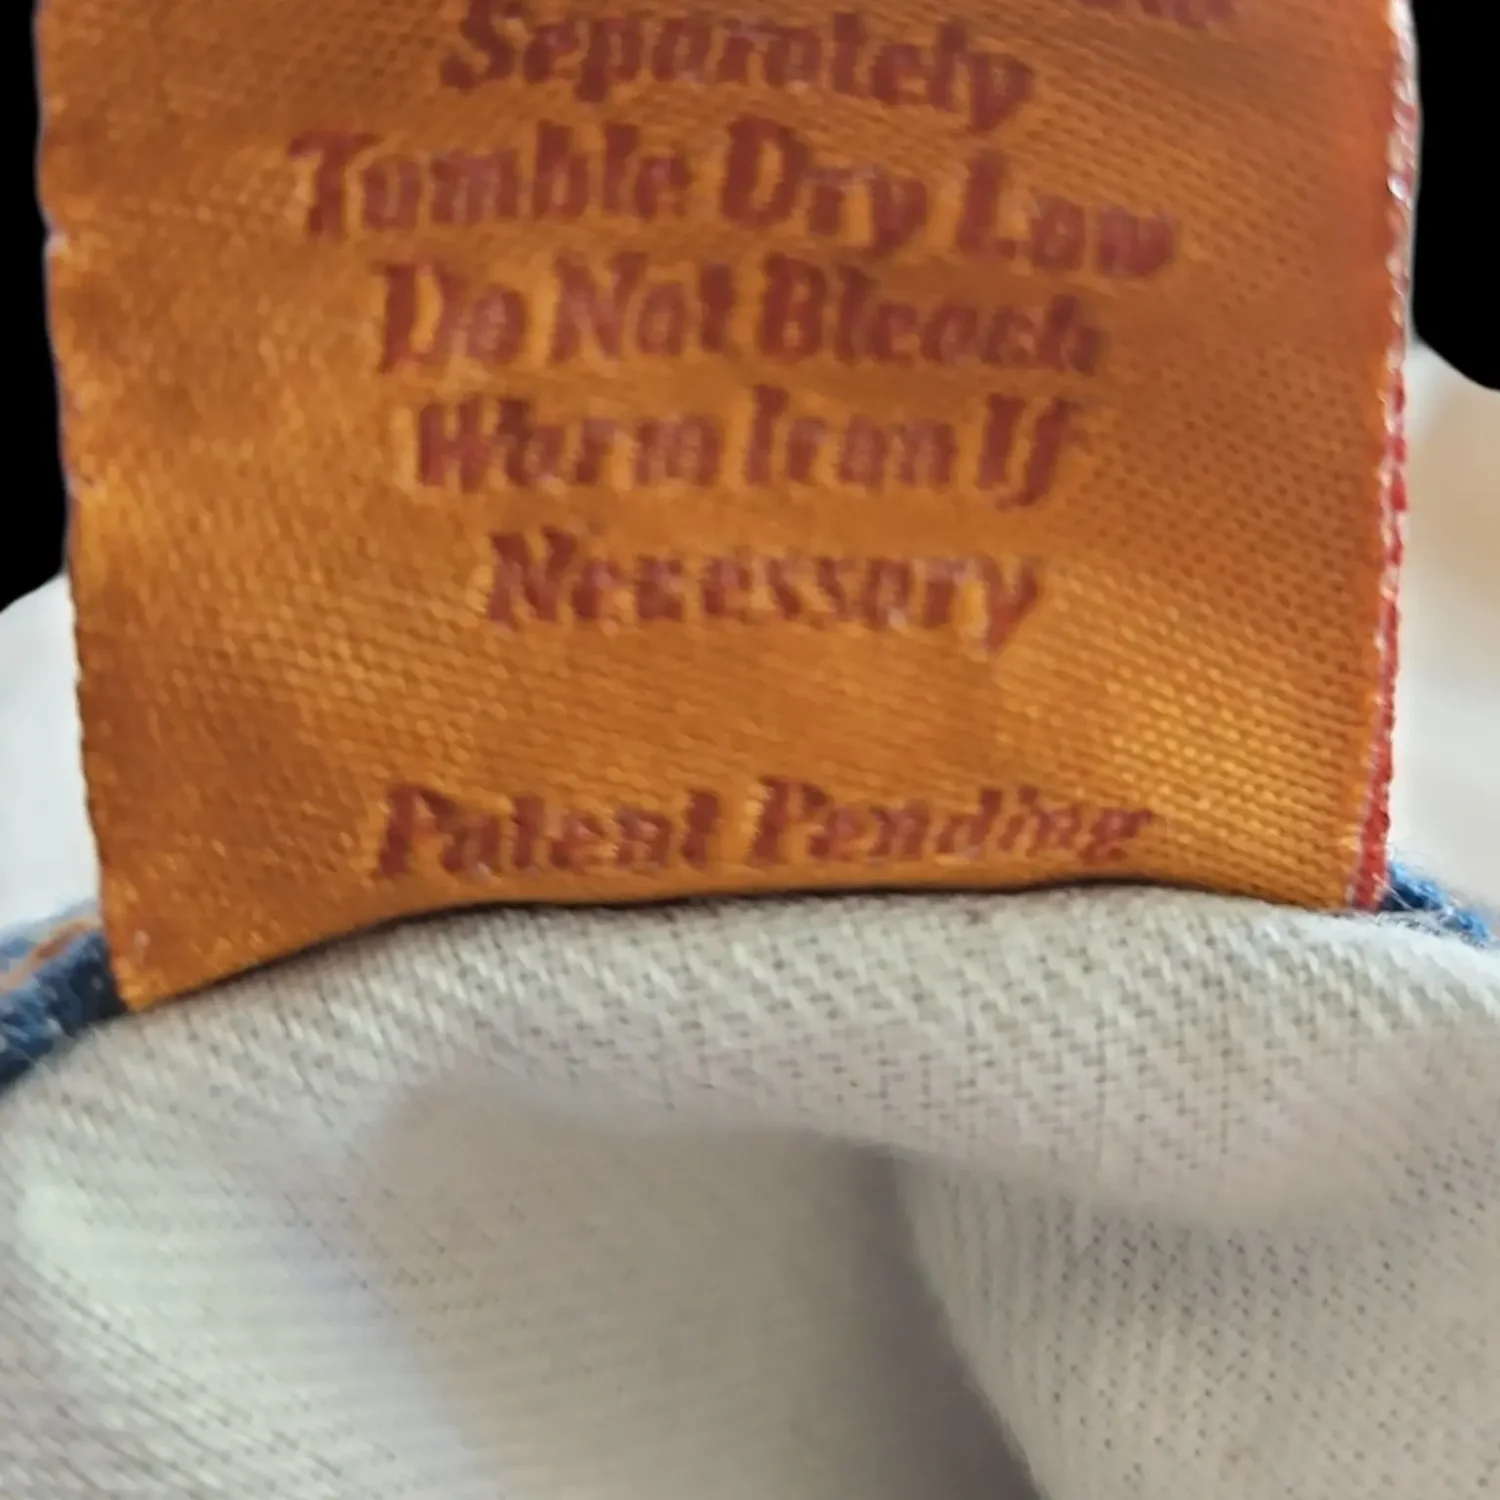 Separately
Tumble Dry Low
Do Not Bleach
Warm Iron If
Necessary
Patent Pending